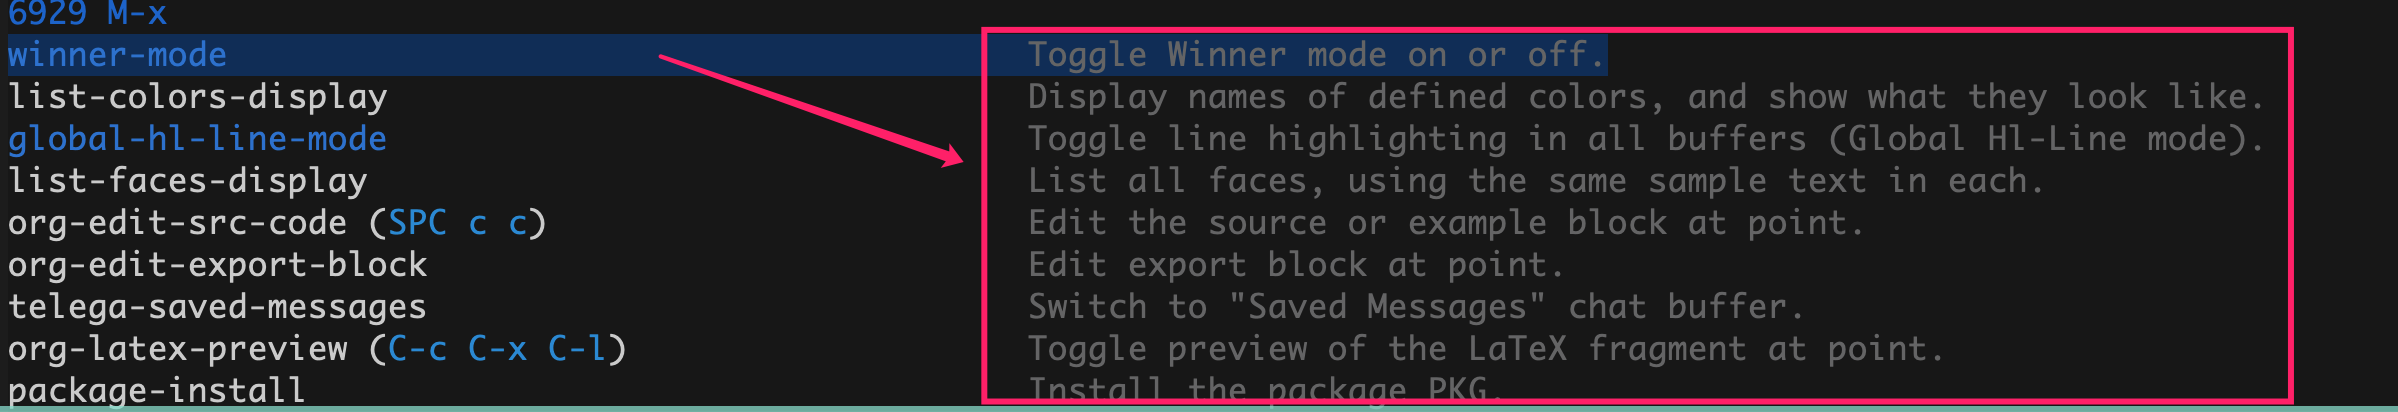 6929 M-x
winner-mode Toggle Winner mode on or off.
list-colors-display Display names of defined colors, and show what they look like.
global-hl-line-mode Toggle line highlighting in all buffers (Global Hl-Line mode).
list-faces-display List all faces, using the same sample text in each.
org-edit-src-code (SPC c c) Edit the source or example block at point.
org-edit-export-block Edit export block at point.
telega-saved-messages Switch to "Saved Messages" chat buffer.
org-latex-preview (C-c C-x C-l) Toggle preview of the LaTeX fragment at point.
package-install Install the package PKG.